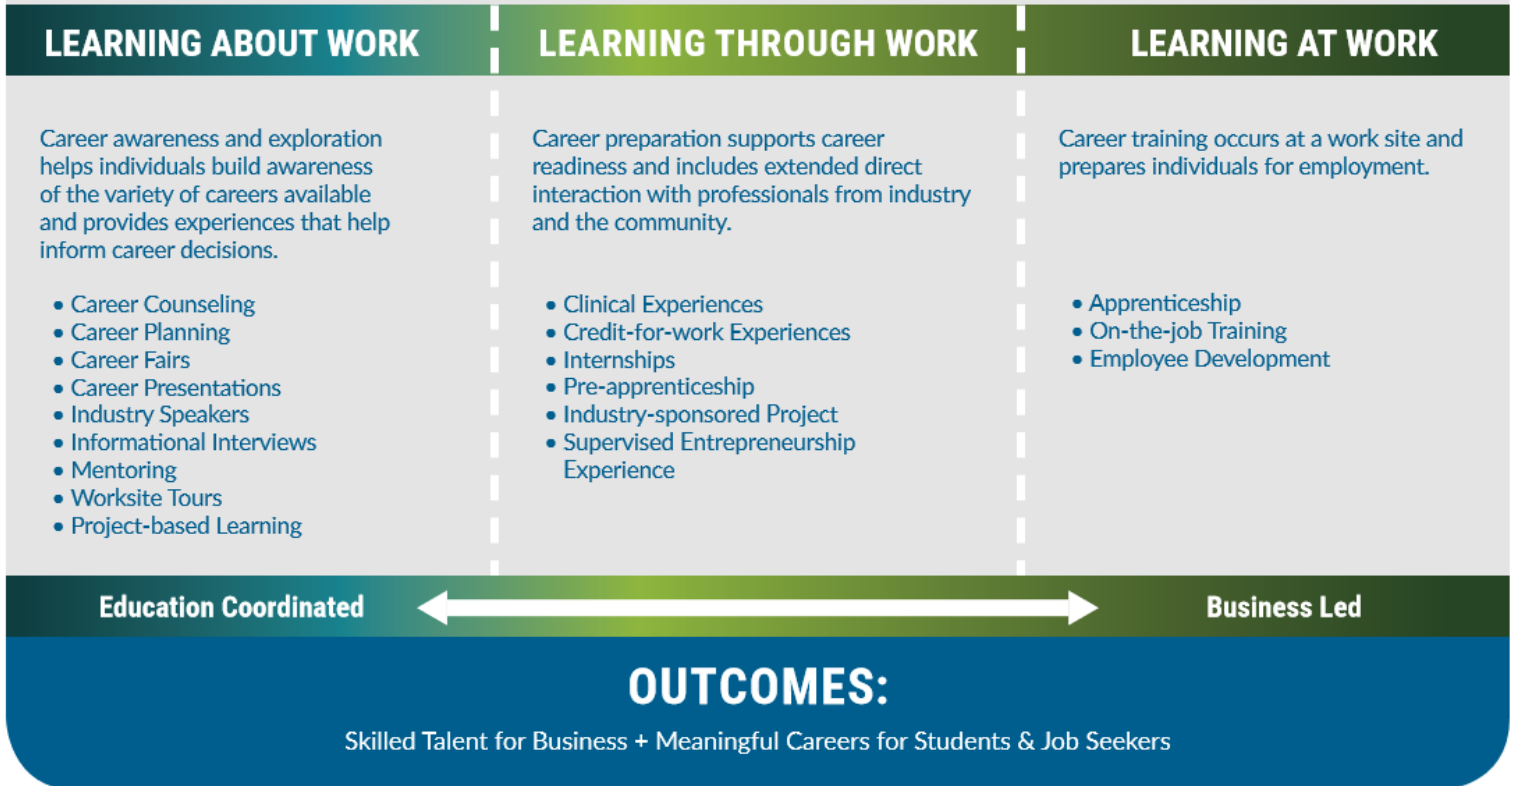 LEARNING ABOUT WORK
Career awareness and exploration
helps individuals build awareness
of the variety of careers available
and provides experiences that help
inform career decisions.
• Career Counseling
• Career Planning
• Career Fairs
• Career Presentations
• Industry Speakers
• Informational Interviews
• Mentoring
• Worksite Tours
• Project-based Learning
LEARNING THROUGH WORK
Career preparation supports career
readiness and includes extended direct
interaction with professionals from industry
and the community.
• Clinical Experiences
• Credit-for-work Experiences
• Internships
• Pre-apprenticeship
• Industry-sponsored Project
• Supervised Entrepreneurship
Experience
LEARNING AT WORK
Career training occurs at a work site and
prepares individuals for employment.
• Apprenticeship
• On-the-job Training
• Employee Development
Education Coordinated
Business Led
OUTCOMES:
Skilled Talent for Business + Meaningful Careers for Students & Job Seekers